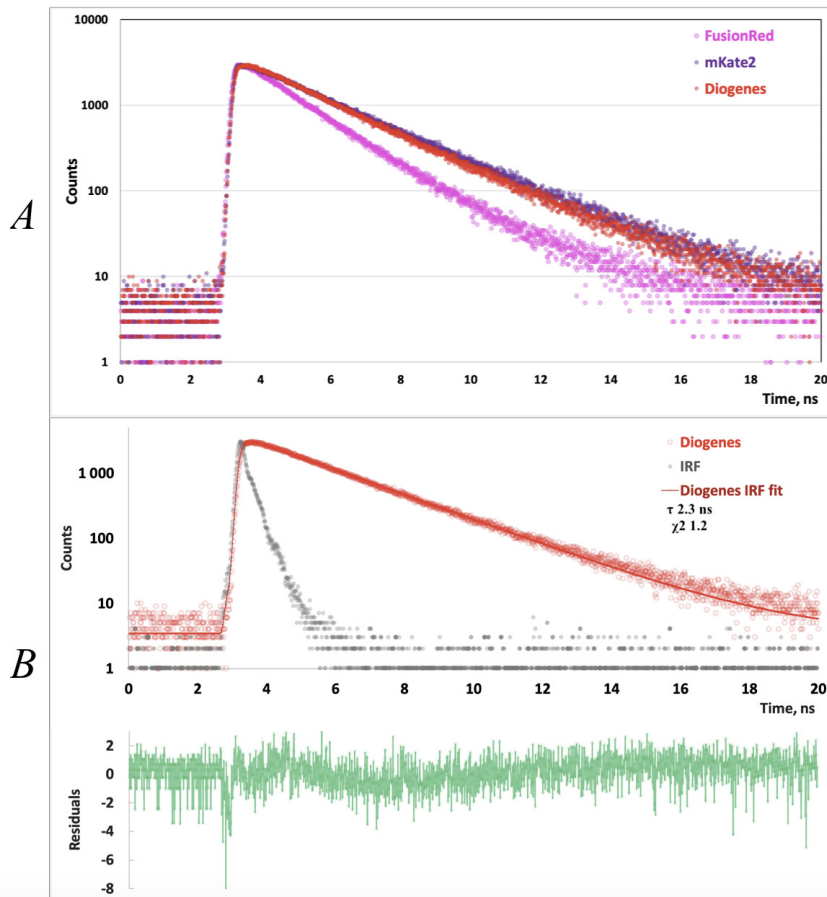 A
10000
1000
100
10
1
Counts
FusionRed
mKate2
Diogenes
0 2 4 6 8 10 12 14 16 18 20
Time, ns
B
1 000
100
10
1
Counts
Diogenes
IRF
Diogenes IRF fit
τ 2.3 ns
χ2 1.2
0 2 4 6 8 10 12 14 16 18 20
Time, ns
2
0
-2
-4
-6
-8
Residuals